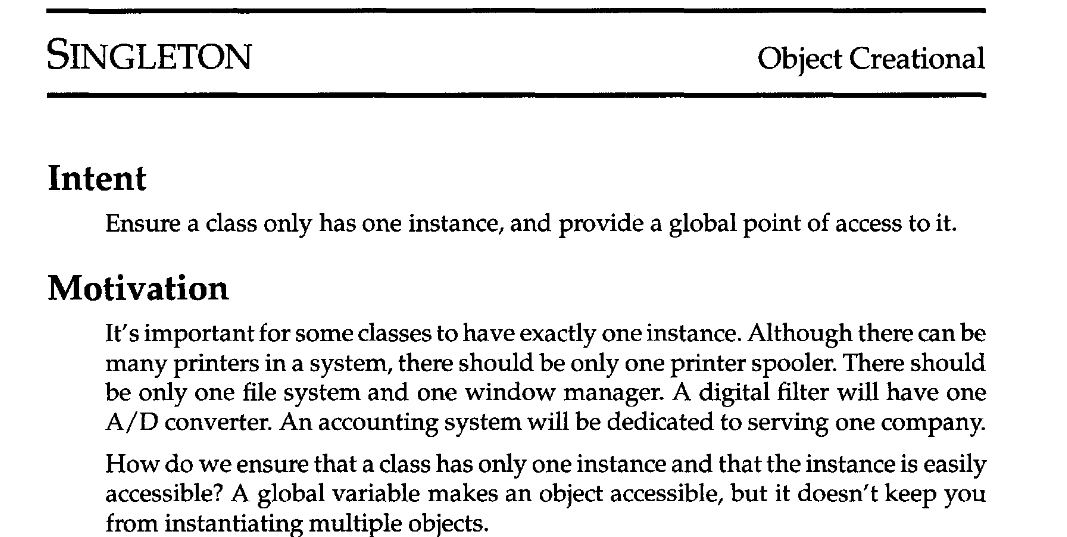 SINGLETON
Object Creational
Intent
Ensure a class only has one instance, and provide a global point of access to it.
Motivation
It's important for some classes to have exactly one instance. Although there can be
many printers in a system, there should be only one printer spooler. There should
be only one file system and one window manager. A digital filter will have one
A/D converter. An accounting system will be dedicated to serving one company.
How do we ensure that a class has only one instance and that the instance is easily
accessible? A global variable makes an object accessible, but it doesn't keep you
from instantiating multiple objects.